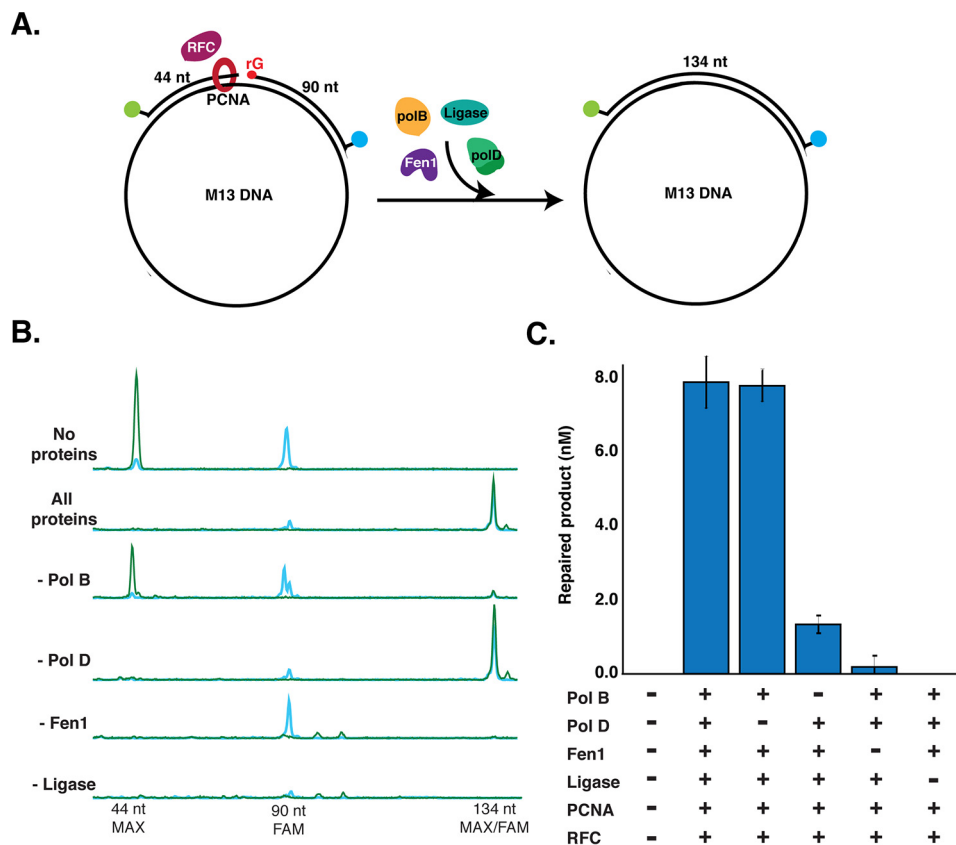 A.
RFC
rG
44 nt
PCNA
90 nt
M13 DNA
polB
Ligase
Fen1
polD
134 nt
M13 DNA
B.
No
proteins
All
proteins
- Pol B
- Pol D
- Fen1
- Ligase
44 nt
MAX
90 nt
FAM
134 nt
MAX/FAM
C.
Repaired product (nM)
8.0
6.0
4.0
2.0
0.0
Pol B - + + - + +
Pol D - + - + + +
Fen1 - + + + - +
Ligase - + + + + -
PCNA - + + + + +
RFC - + + + + +